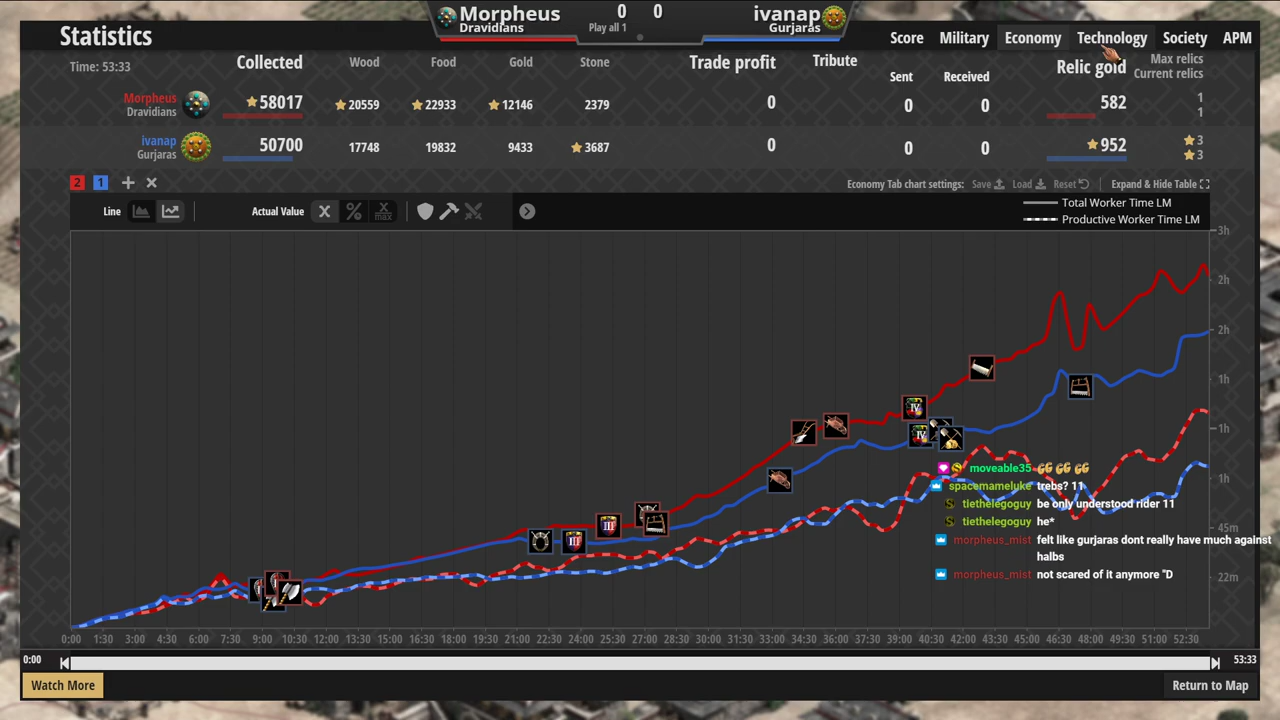 Morpheus
Dravidians
0 0
Play all 1
ivanap
Gurjaras
Statistics
Score Military Economy Technology Society APM
Time: 53:33
Collected Wood Food Gold Stone Trade profit Tribute Sent Received Relic gold Max relics Current relics
Morpheus
Dravidians
58017 20559 22933 12146 2379 0 0 0 582 1 1
ivanap
Gurjaras
50700 17748 19832 9433 3687 0 0 0 952 3 3
2 1 + ×
Economy Tab chart settings: Save Load Reset Expand & Hide Table
Line Actual Value X % % max
Total Worker Time LM
Productive Worker Time LM
3h
2h
2h
1h
1h
moveable35
spacemameluke trebs? 11
tiethelegoguy be only understood rider 11
tiethelegoguy he*
45m
morpheus_mist felt like gurjaras dont really have much against
halbs
morpheus_mist not scared of it anymore "D
22m
III III IV IV
0:00 1:30 3:00 4:30 6:00 7:30 9:00 10:30 12:00 13:30 15:00 16:30 18:00 19:30 21:00 22:30 24:00 25:30 27:00 28:30 30:00 31:30 33:00 34:30 36:00 37:30 39:00 40:30 42:00 43:30 45:00 46:30 48:00 49:30 51:00 52:30
0:00 53:33
Watch More Return to Map